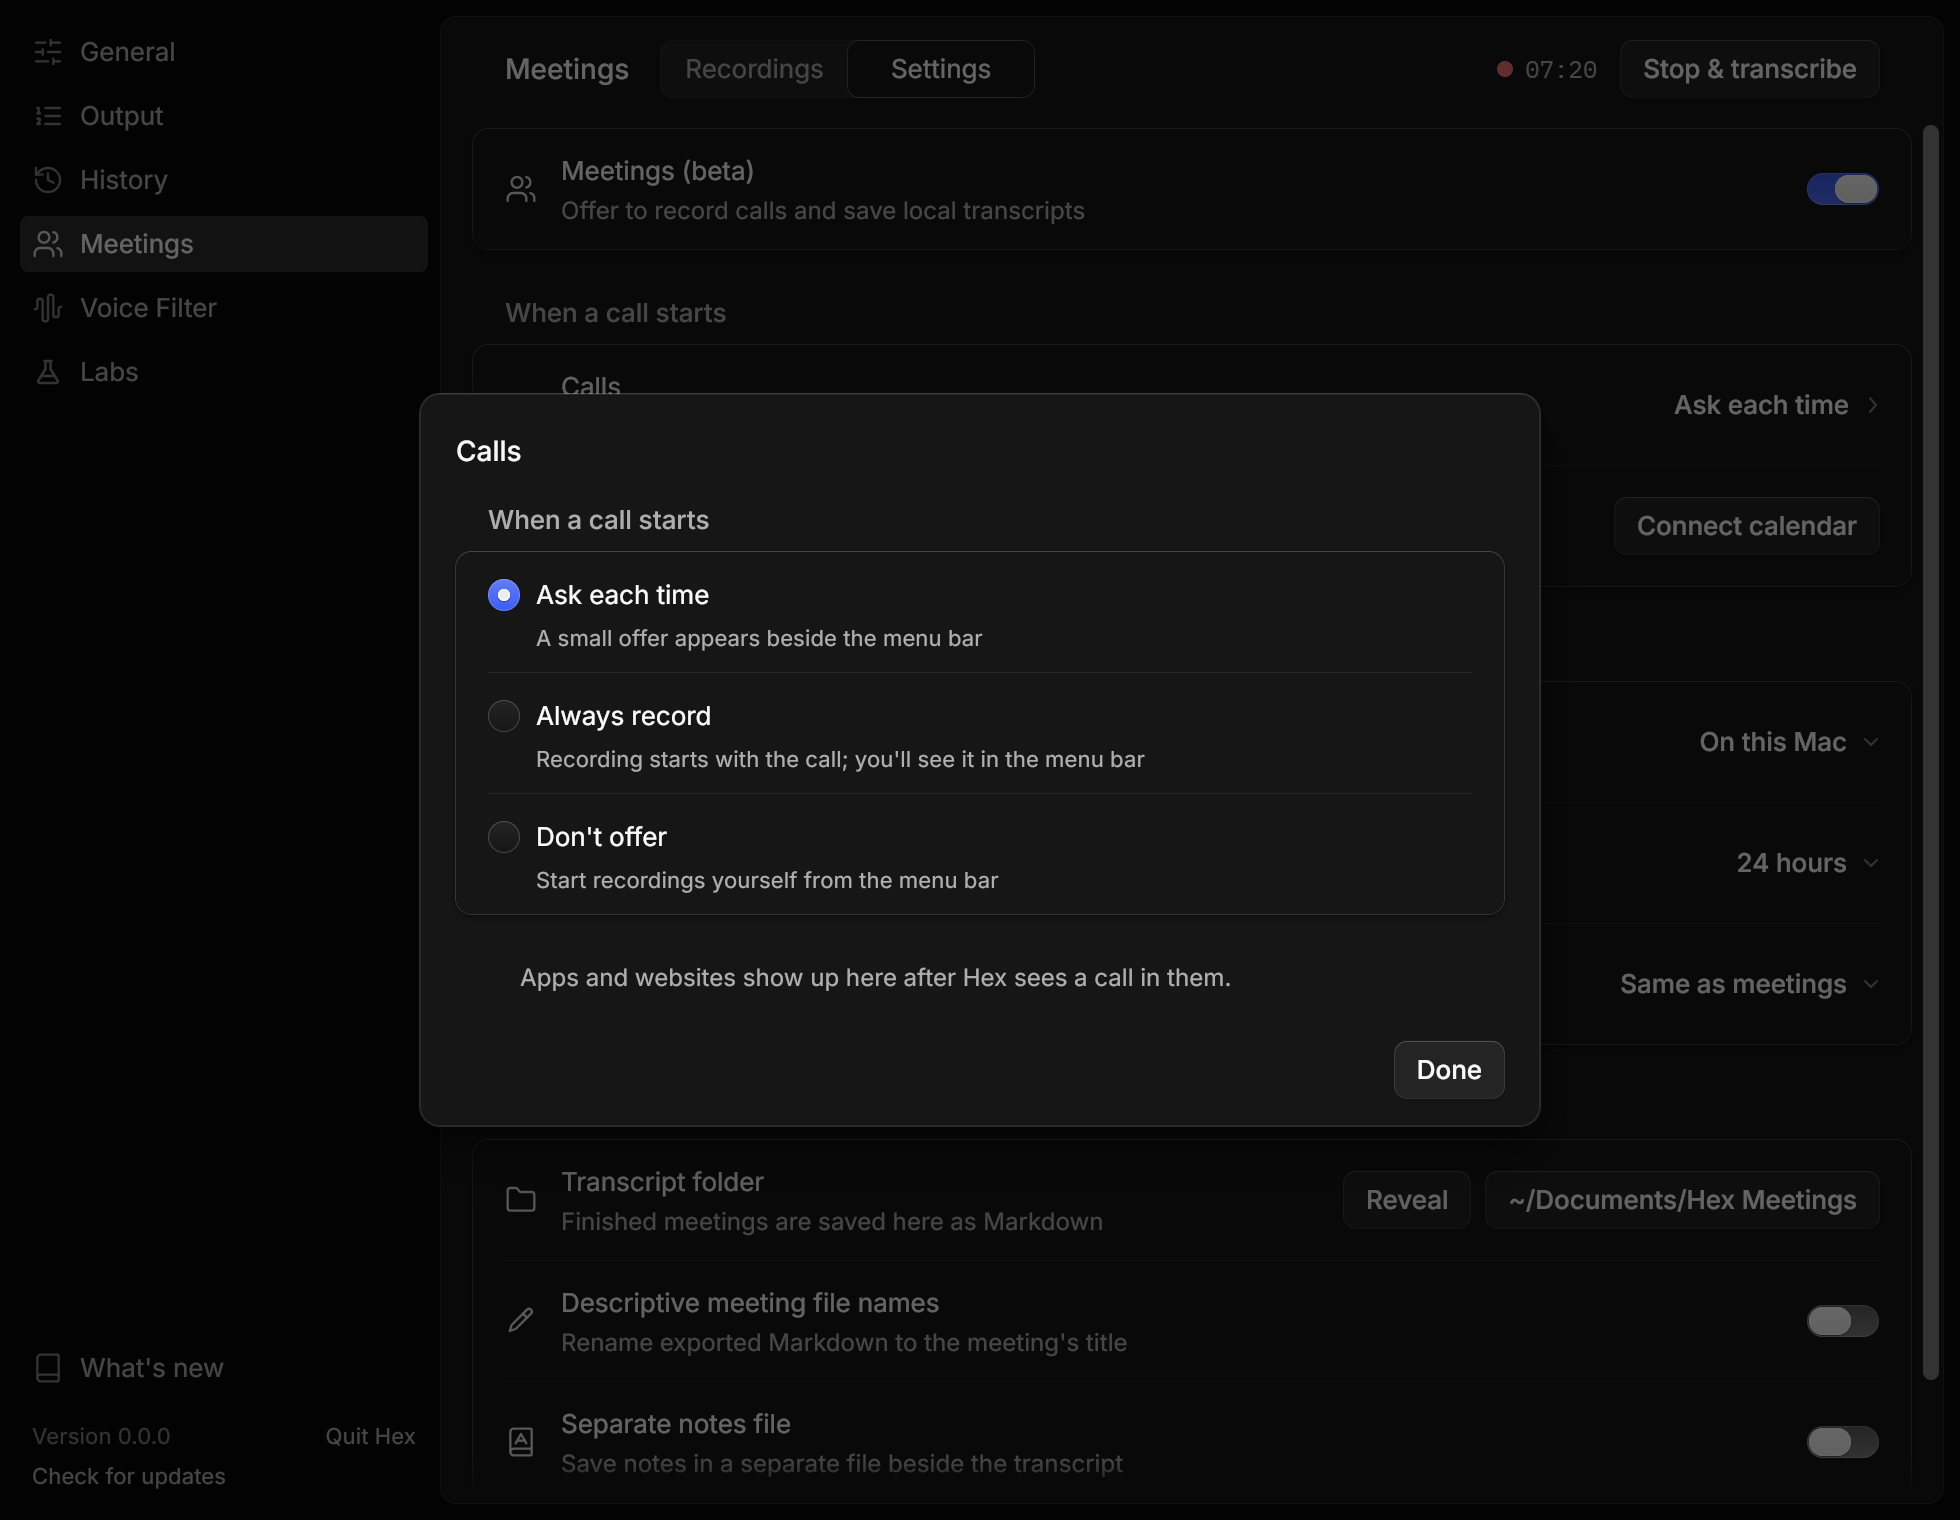 General
Output
History
Meetings
Voice Filter
Labs
What's new
Version 0.0.0
Quit Hex
Check for updates
Meetings
Recordings
Settings
07:20
Stop & transcribe
Meetings (beta)
Offer to record calls and save local transcripts
When a call starts
Calls
Ask each time
Connect calendar
On this Mac
24 hours
Same as meetings
Calls
When a call starts
Ask each time
A small offer appears beside the menu bar
Always record
Recording starts with the call; you'll see it in the menu bar
Don't offer
Start recordings yourself from the menu bar
Apps and websites show up here after Hex sees a call in them.
Done
Transcript folder
Finished meetings are saved here as Markdown
Reveal
~/Documents/Hex Meetings
Descriptive meeting file names
Rename exported Markdown to the meeting's title
Separate notes file
Save notes in a separate file beside the transcript